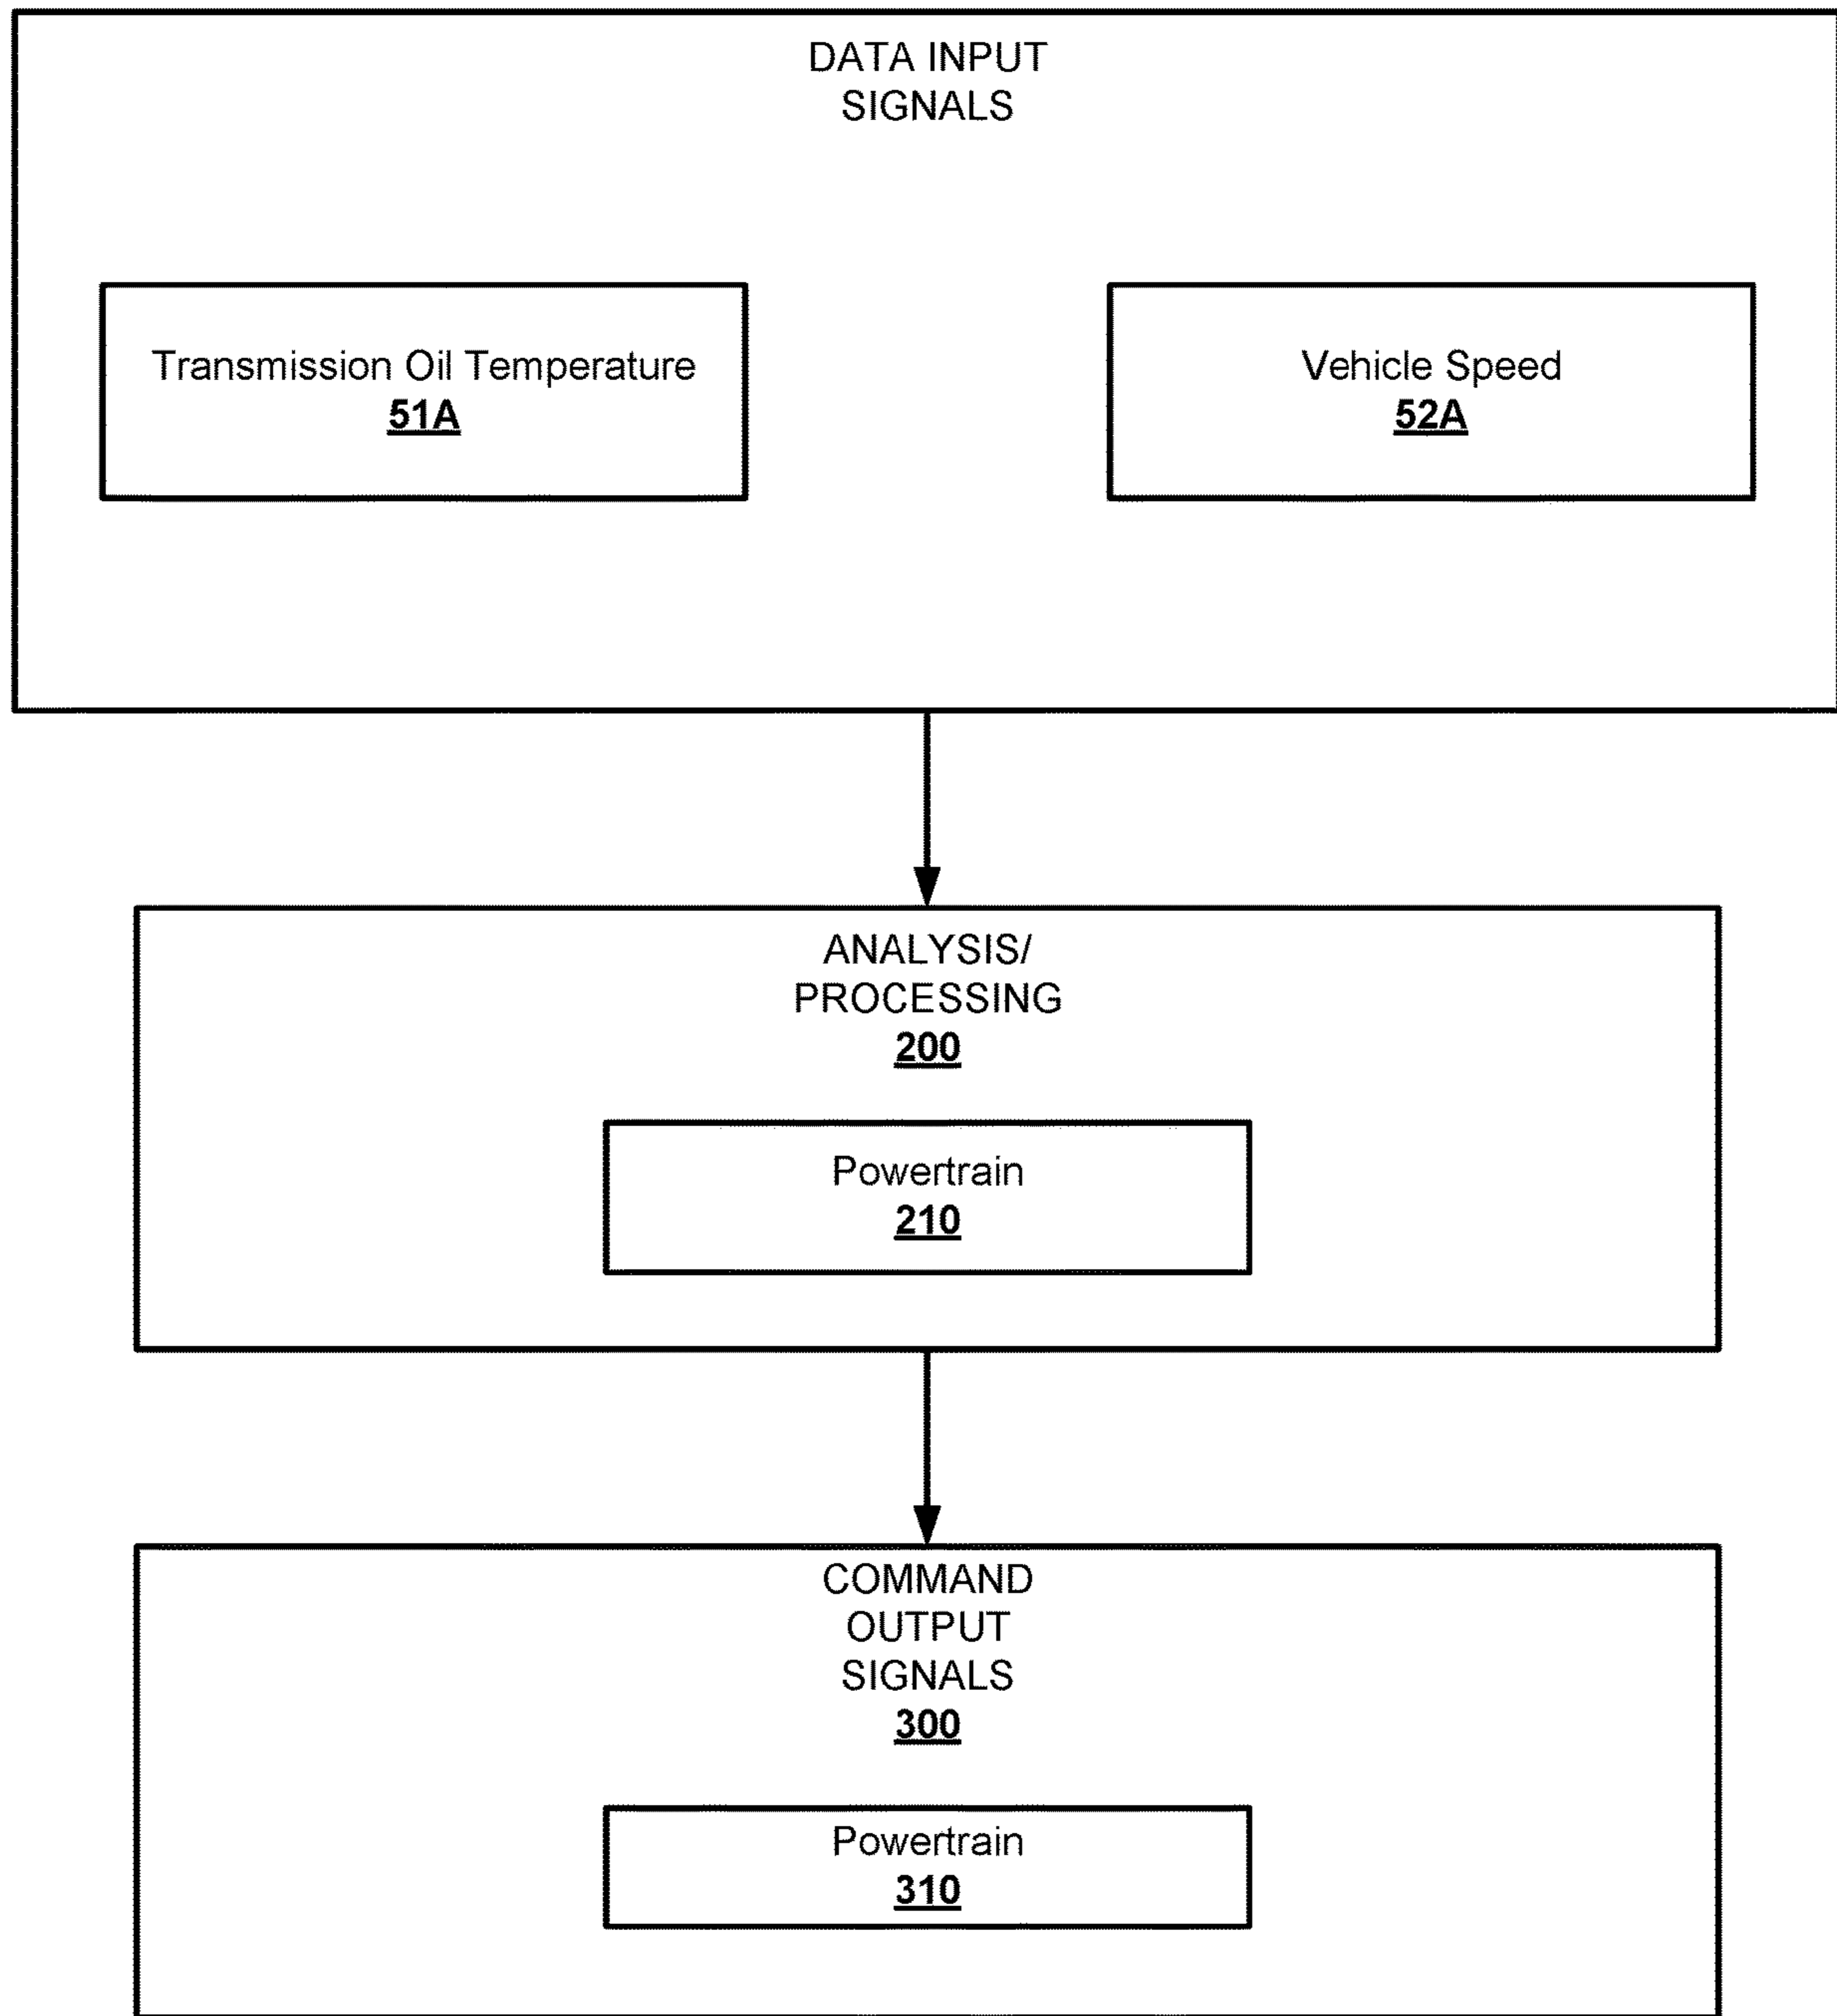 DATA INPUT
SIGNALS
Transmission Oil Temperature
51A
Vehicle Speed
52A
ANALYSIS/
PROCESSING
200
Powertrain
210
COMMAND
OUTPUT
SIGNALS
300
Powertrain
310